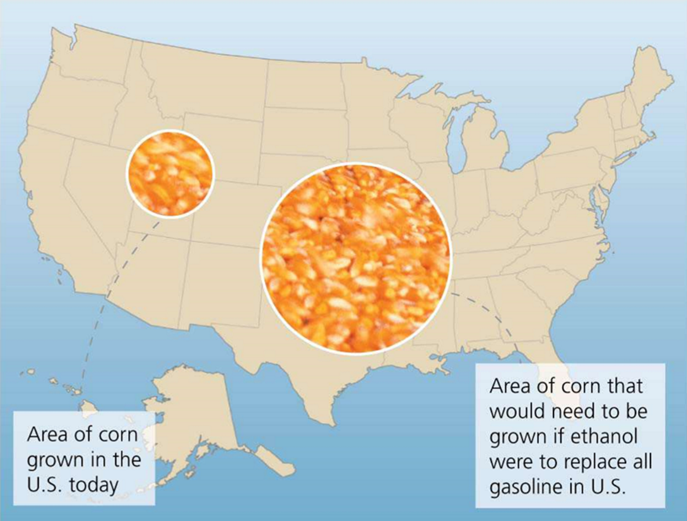 Area of corn
grown in the
U.S. today
Area of corn that
would need to be
grown if ethanol
were to replace all
gasoline in U.S.